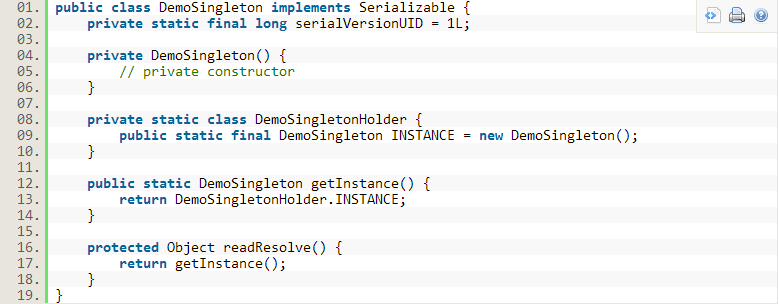 01. public class DemoSingleton implements Serializable {
02.     private static final long serialVersionUID = 1L;
03.
04.     private DemoSingleton() {
05.         // private constructor
06.     }
07.
08.     private static class DemoSingletonHolder {
09.         public static final DemoSingleton INSTANCE = new DemoSingleton();
10.     }
11.
12.     public static DemoSingleton getInstance() {
13.         return DemoSingletonHolder.INSTANCE;
14.     }
15.
16.     protected Object readResolve() {
17.         return getInstance();
18.     }
19. }